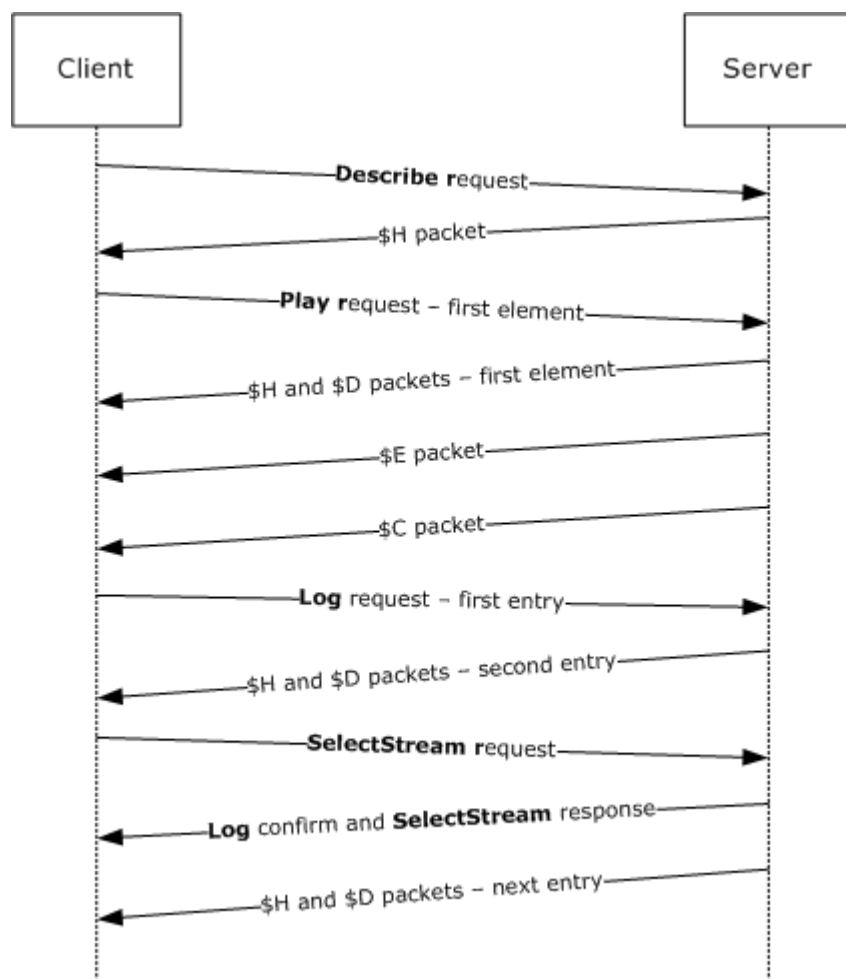 Client
Server
Describe request
$H packet
Play request – first element
$H and $D packets – first element
$E packet
$C packet
Log request – first entry
$H and $D packets – second entry
SelectStream request
Log confirm and SelectStream response
$H and $D packets – next entry